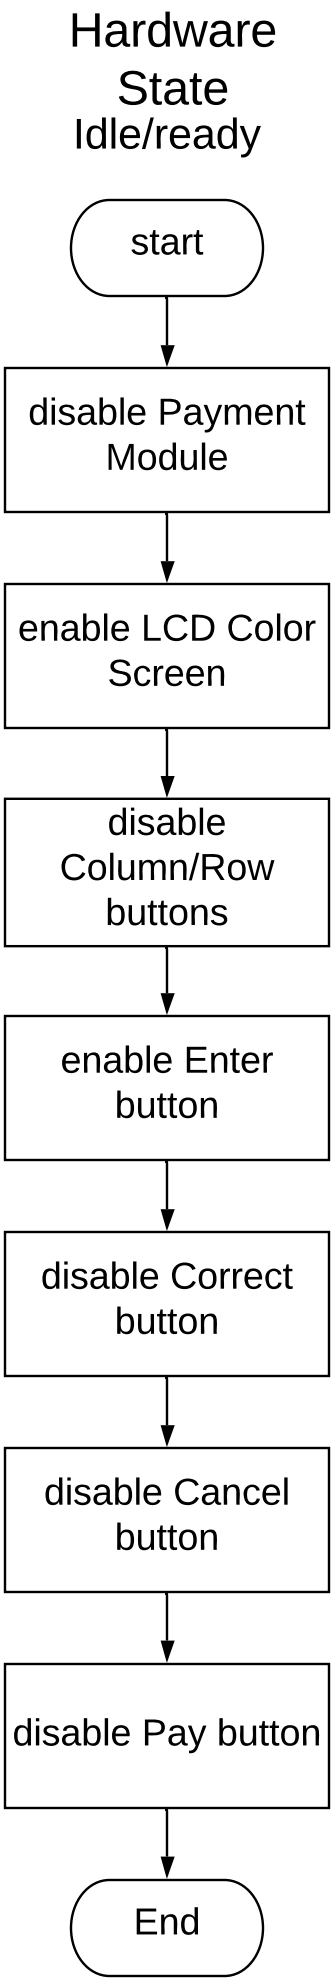 Hardware
State
Idle/ready
start
disable Payment
Module
enable LCD Color
Screen
disable
Column/Row
buttons
enable Enter
button
disable Correct
button
disable Cancel
button
disable Pay button
End